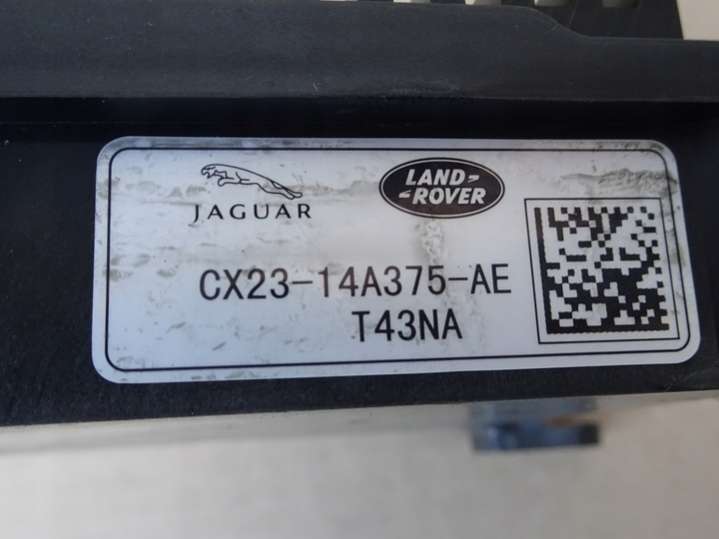 JAGUAR
LAND-
-ROVER
CX23-14A375-AE
T43NA